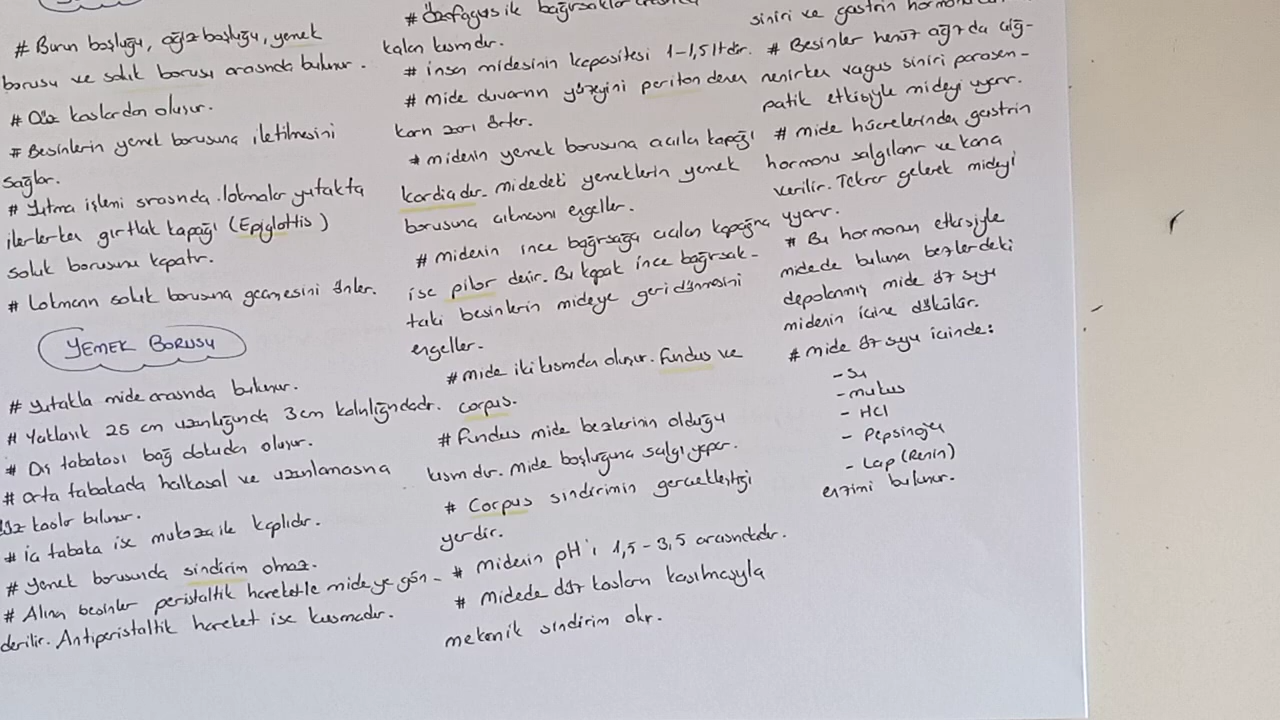 # Burun boşluğu, ağız boşluğu, yemek
borusu ve soluk borusu arasında bulunur.
# Düz kaslardan oluşur.
# Besinlerin yemek borusuna iletilmesini
sağlar.
# Yutma işlemi sırasında lokmalar yutakta
ilerlerken gırtlak kapağı (Epiglottis)
soluk borusunu kapatır.
# Lokmanın soluk borusuna geçmesini önler.
YEMEK BORUSU
# Yutakla mide arasında bulunur.
# Yaklaşık 25 cm uzunluğunda 3 cm kalınlığındadır.
# Dış tabakası bağ dokudan oluşur.
# Orta tabakada halkasal ve uzunlamasına
düz kaslar bulunur.
# İç tabaka ise mukoza ile kaplıdır.
# Yemek borusunda sindirim olmaz.
# Alınan besinler peristaltik hareketle mideye gön-
derilir. Antiperistaltik hareket ise kusmadır.
# Özofagus ile bağırsaklar
kalan kısmıdır.
# İnsan midesinin kapasitesi 1-1,5 lt dir.
# Mide duvarının yüzeyini periton denen
karın zarı örter.
# Midenin yemek borusuna açılan kapağı
kardiadır. Midedeki yemeklerin yemek
borusuna çıkmasını engeller.
# Midenin ince bağırsağa açılan kapağına
ise pilor denir. Bu kapak ince bağırsak-
taki besinlerin mideye geri dönmesini
engeller.
# Mide iki kısımdan oluşur. Fundus ve
corpus.
# Fundus mide bezlerinin olduğu
kısımdır. Mide boşluğuna salgı yapar.
# Corpus sindirimin gerçekleştiği
yerdir.
# Midenin pH'ı 1,5-3,5 arasındadır.
# Midede düz kasların kasılmasıyla
mekanik sindirim olur.
siniri ve gastrin
# Besinler henüz ağızda çiğ-
nenirken vagus siniri parasem-
patik etkisiyle mideyi uyarır.
# Mide hücrelerinden gastrin
hormonu salgılanır ve kana
verilir. Tekrar gelerek mideyi
uyarır.
# Bu hormonun etkisiyle
midede bulunan bezlerdeki
depolanmış mide öz suyu
midenin içine dökülür.
# Mide öz suyu içinde:
- Su
- mukus
- HCl
- Pepsinojen
- Lap (Renin)
enzimi bulunur.